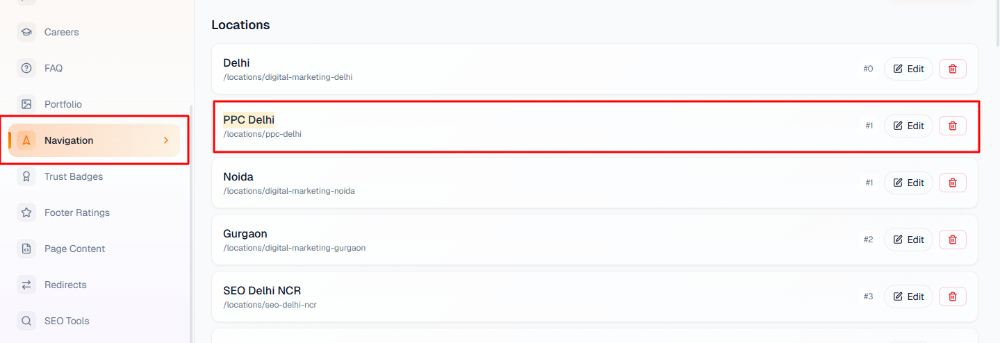 Careers
FAQ
Portfolio
Navigation
Trust Badges
Footer Ratings
Page Content
Redirects
SEO Tools
Locations
Delhi
/locations/digital-marketing-delhi
#0 Edit
PPC Delhi
/locations/ppc-delhi
#1 Edit
Noida
/locations/digital-marketing-noida
#1 Edit
Gurgaon
/locations/digital-marketing-gurgaon
#2 Edit
SEO Delhi NCR
/locations/seo-delhi-ncr
#3 Edit